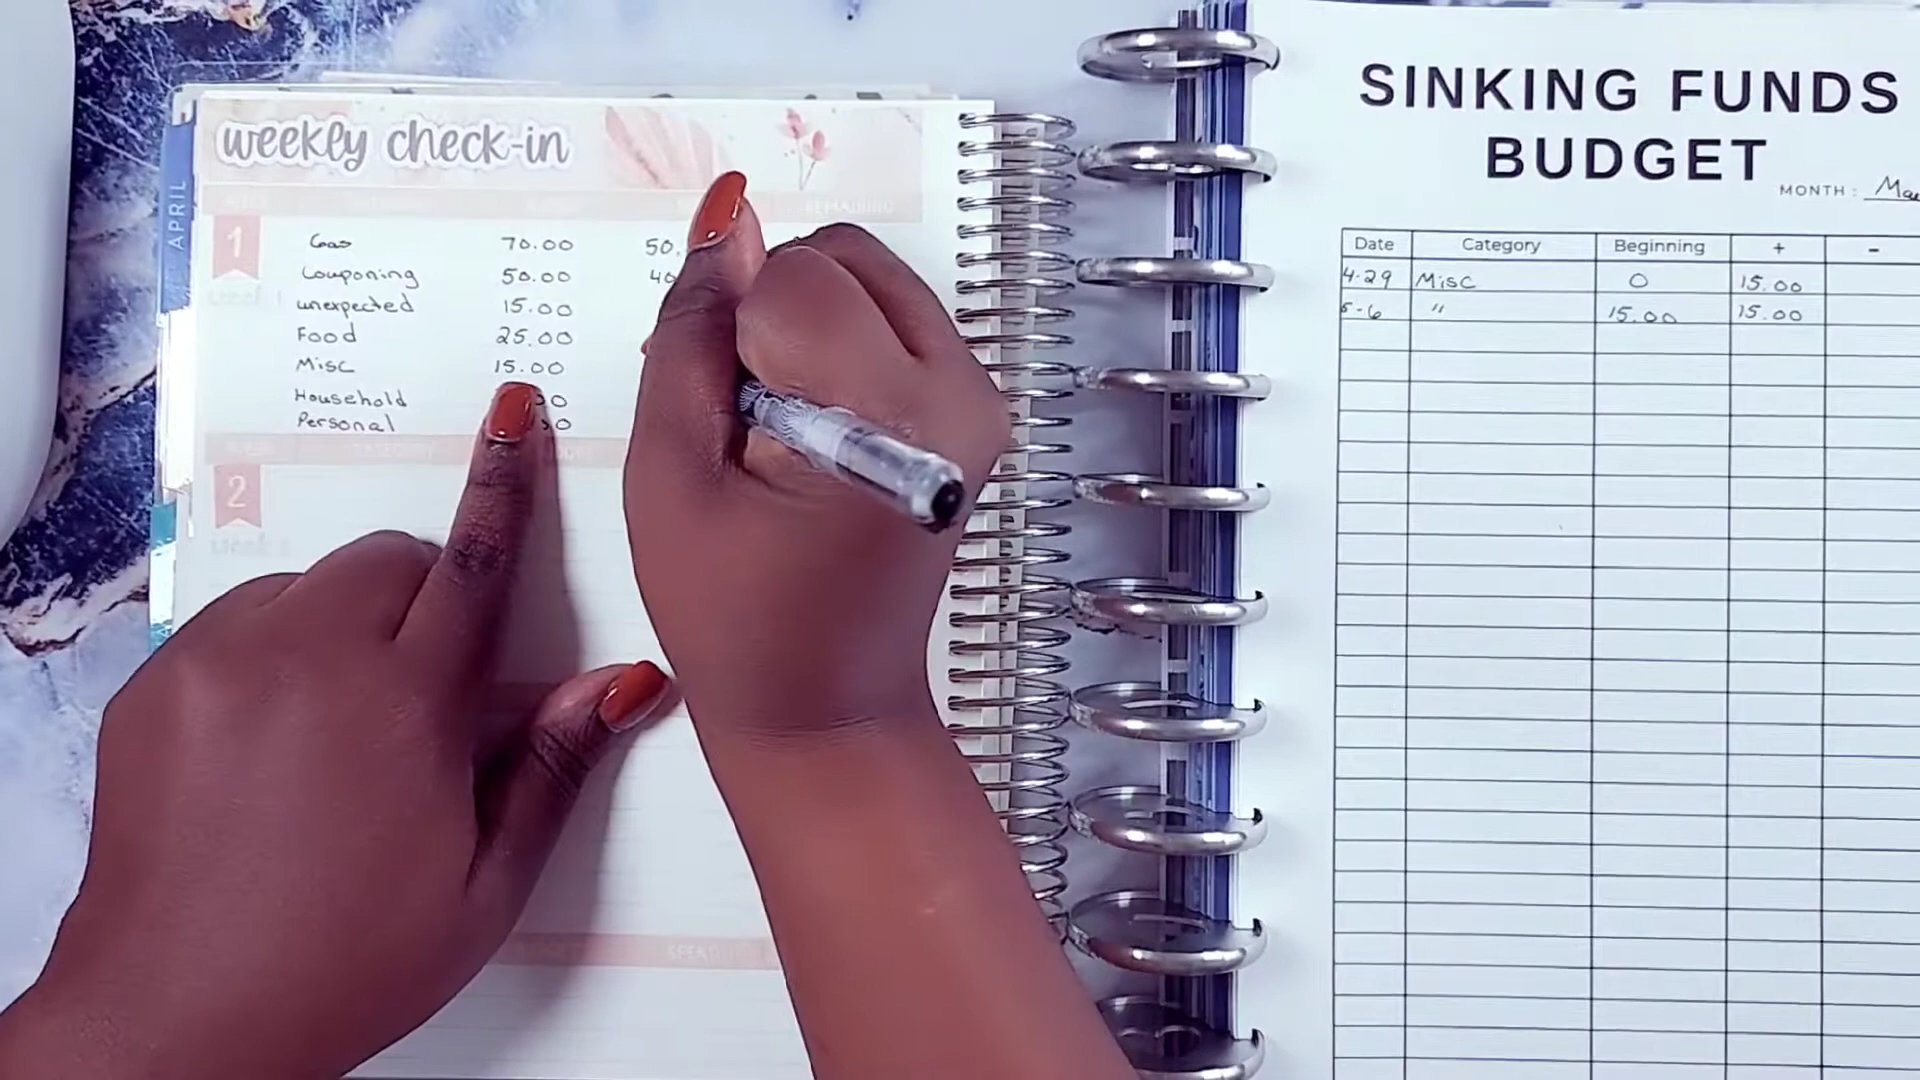 weekly check-in
APRIL
REMAINING
1
Gas 70.00 50.
Couponing 50.00 40
unexpected 15.00
Food 25.00
Misc 15.00
Household
Personal
CATEGORY
2
SINKING FUNDS
BUDGET
MONTH :
Date Category Beginning + -
4-29 Misc 0 15.00
5-6 " 15.00 15.00